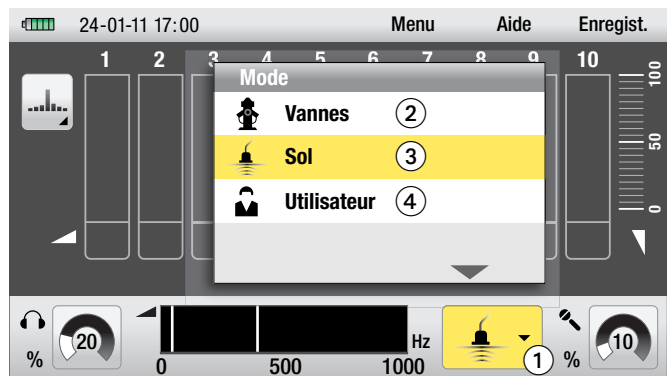 24-01-11 17:00 Menu Aide Enregist.
1 2 3 4 5 6 7 8 9 10
100
50
0
Mode
Vannes 2
Sol 3
Utilisateur 4
20 %
0 500 1000 Hz
1
10 %